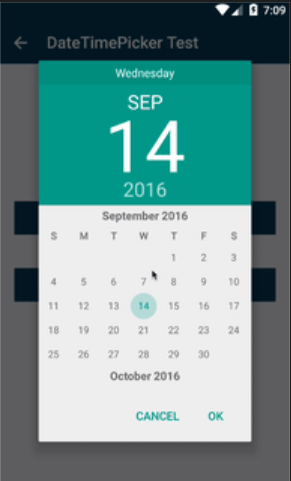 7:09
DateTimePicker Test
Wednesday
SEP
14
2016
September 2016
S M T W T F S
1 2 3
4 5 6 7 8 9 10
11 12 13 14 15 16 17
18 19 20 21 22 23 24
25 26 27 28 29 30
October 2016
CANCEL OK